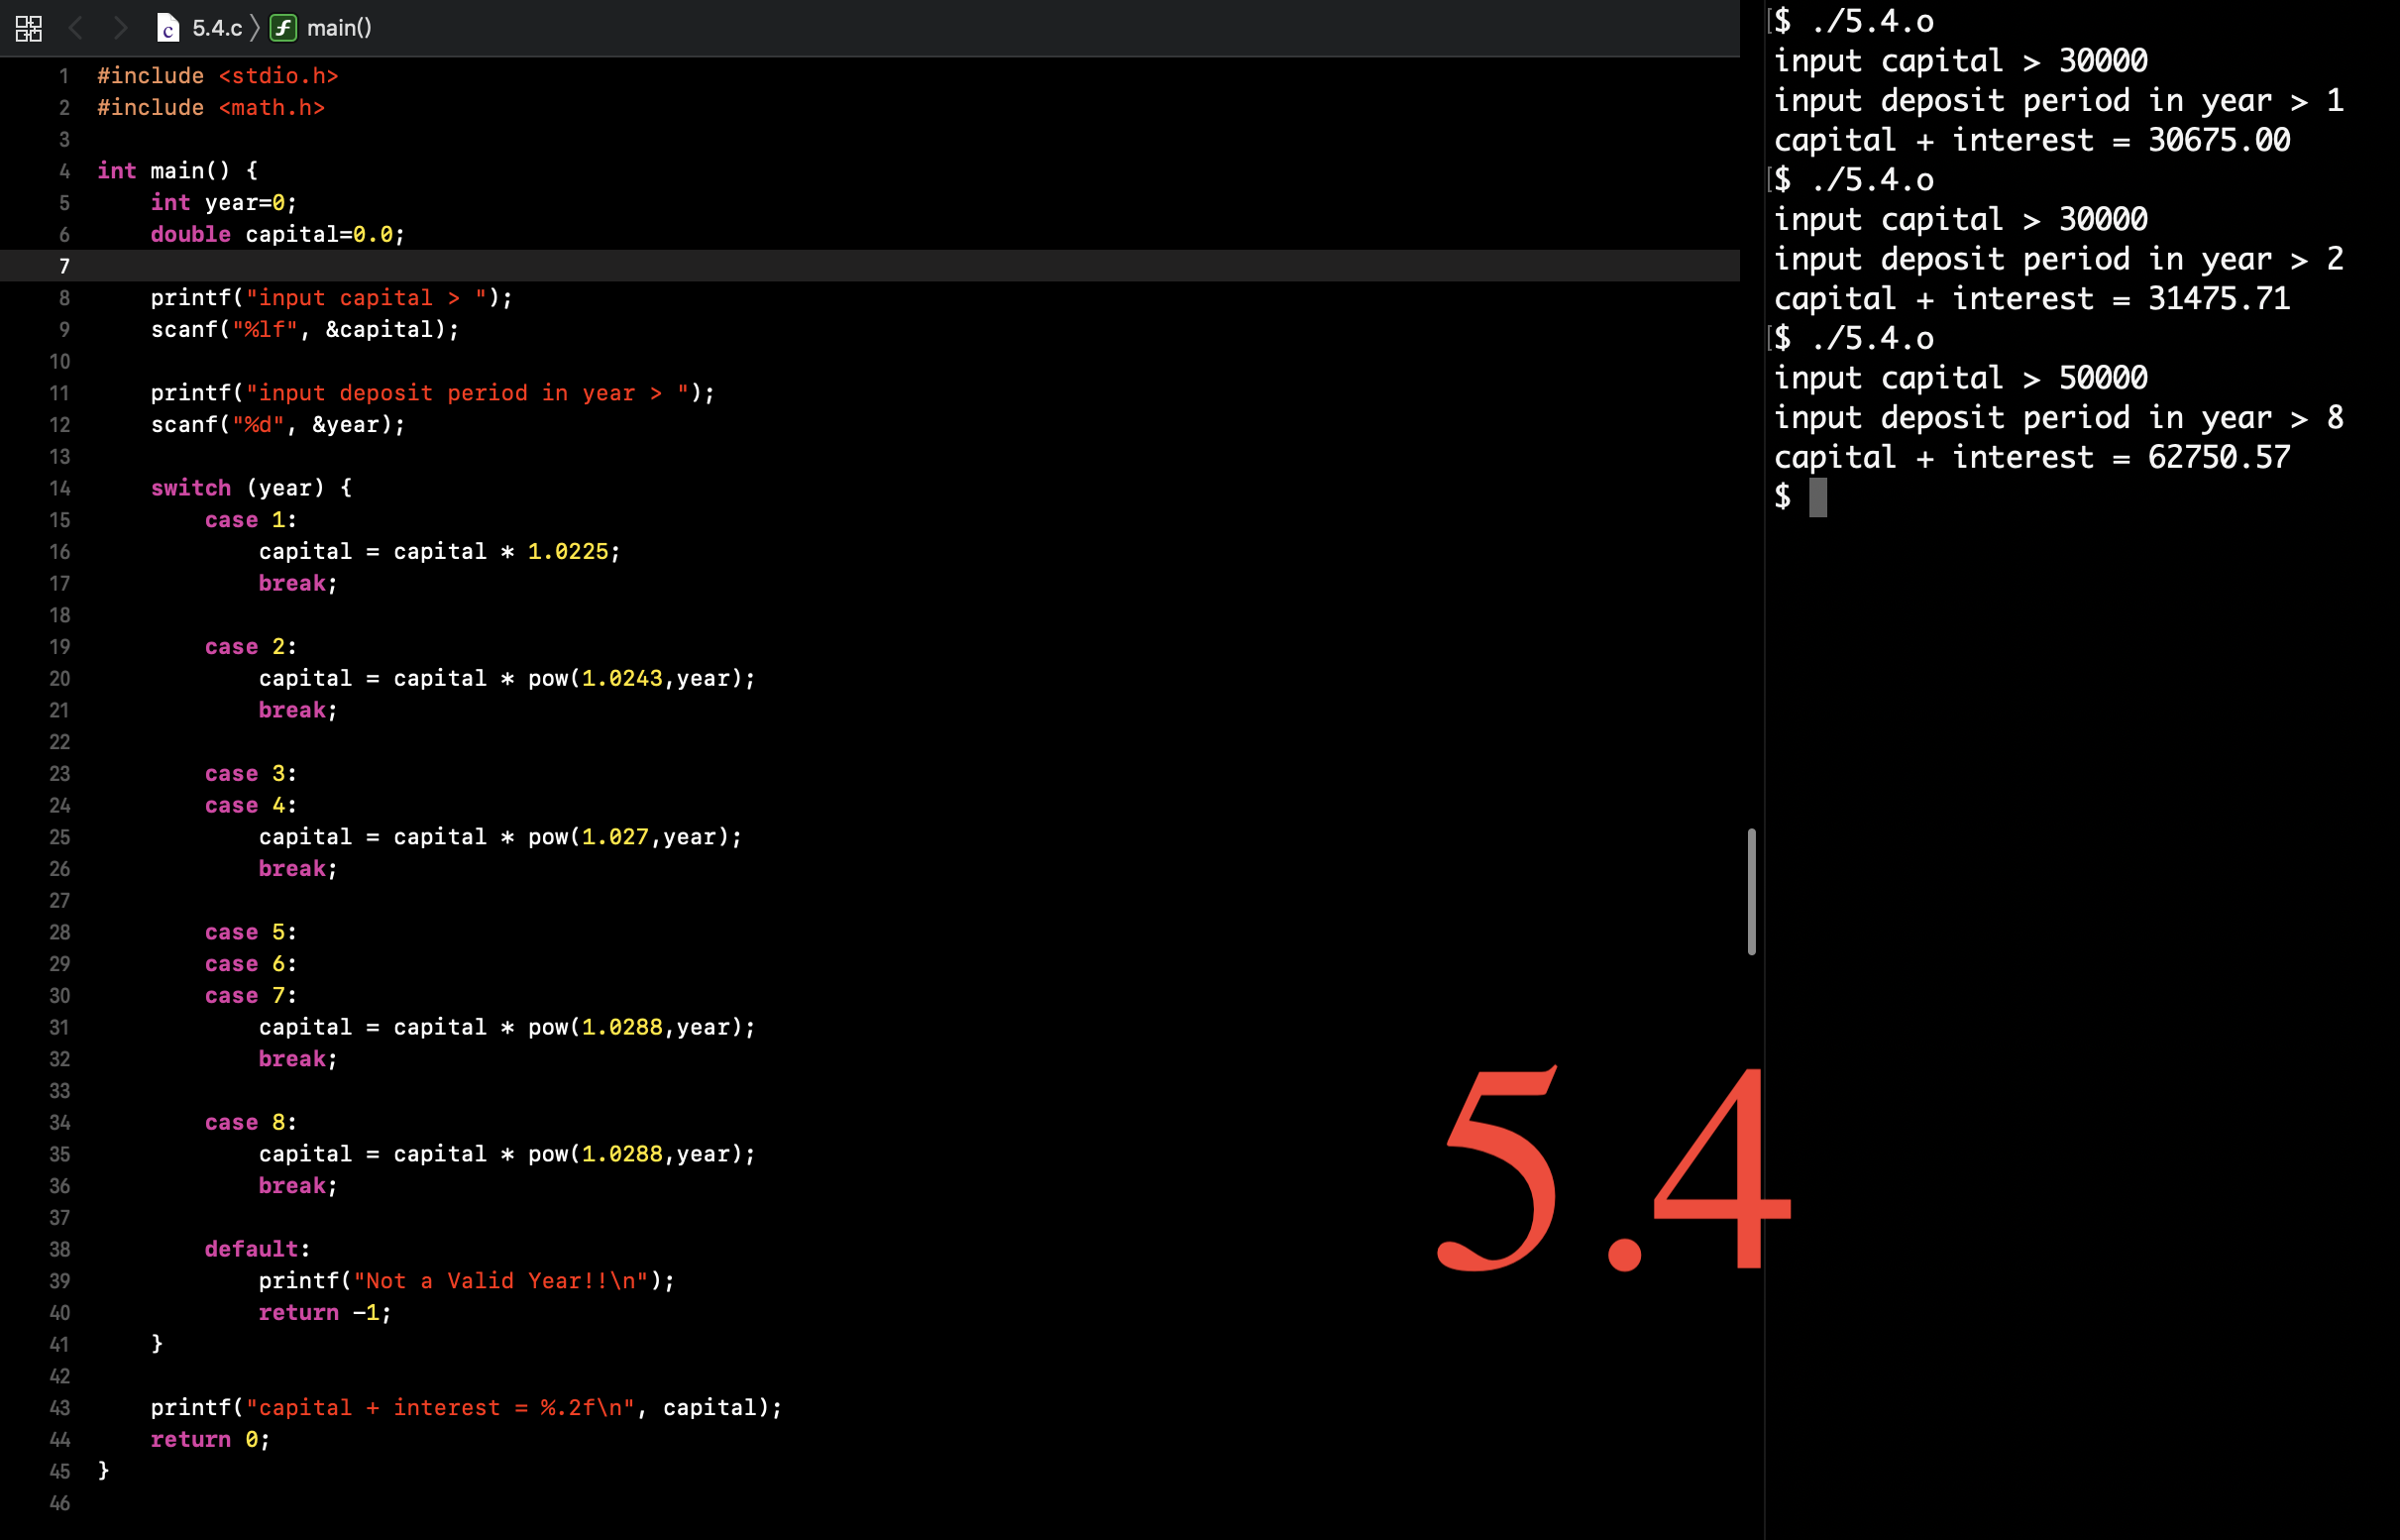 5.4.c 〉 main()
1 #include <stdio.h>
2 #include <math.h>
3
4 int main() {
5     int year=0;
6     double capital=0.0;
7
8     printf("input capital > ");
9     scanf("%lf", &capital);
10
11     printf("input deposit period in year > ");
12     scanf("%d", &year);
13
14     switch (year) {
15         case 1:
16             capital = capital * 1.0225;
17             break;
18
19         case 2:
20             capital = capital * pow(1.0243,year);
21             break;
22
23         case 3:
24         case 4:
25             capital = capital * pow(1.027,year);
26             break;
27
28         case 5:
29         case 6:
30         case 7:
31             capital = capital * pow(1.0288,year);
32             break;
33
34         case 8:
35             capital = capital * pow(1.0288,year);
36             break;
37
38         default:
39             printf("Not a Valid Year!!\n");
40             return -1;
41     }
42
43     printf("capital + interest = %.2f\n", capital);
44     return 0;
45 }
46
5.4
[$ ./5.4.o
input capital > 30000
input deposit period in year > 1
capital + interest = 30675.00
[$ ./5.4.o
input capital > 30000
input deposit period in year > 2
capital + interest = 31475.71
[$ ./5.4.o
input capital > 50000
input deposit period in year > 8
capital + interest = 62750.57
$